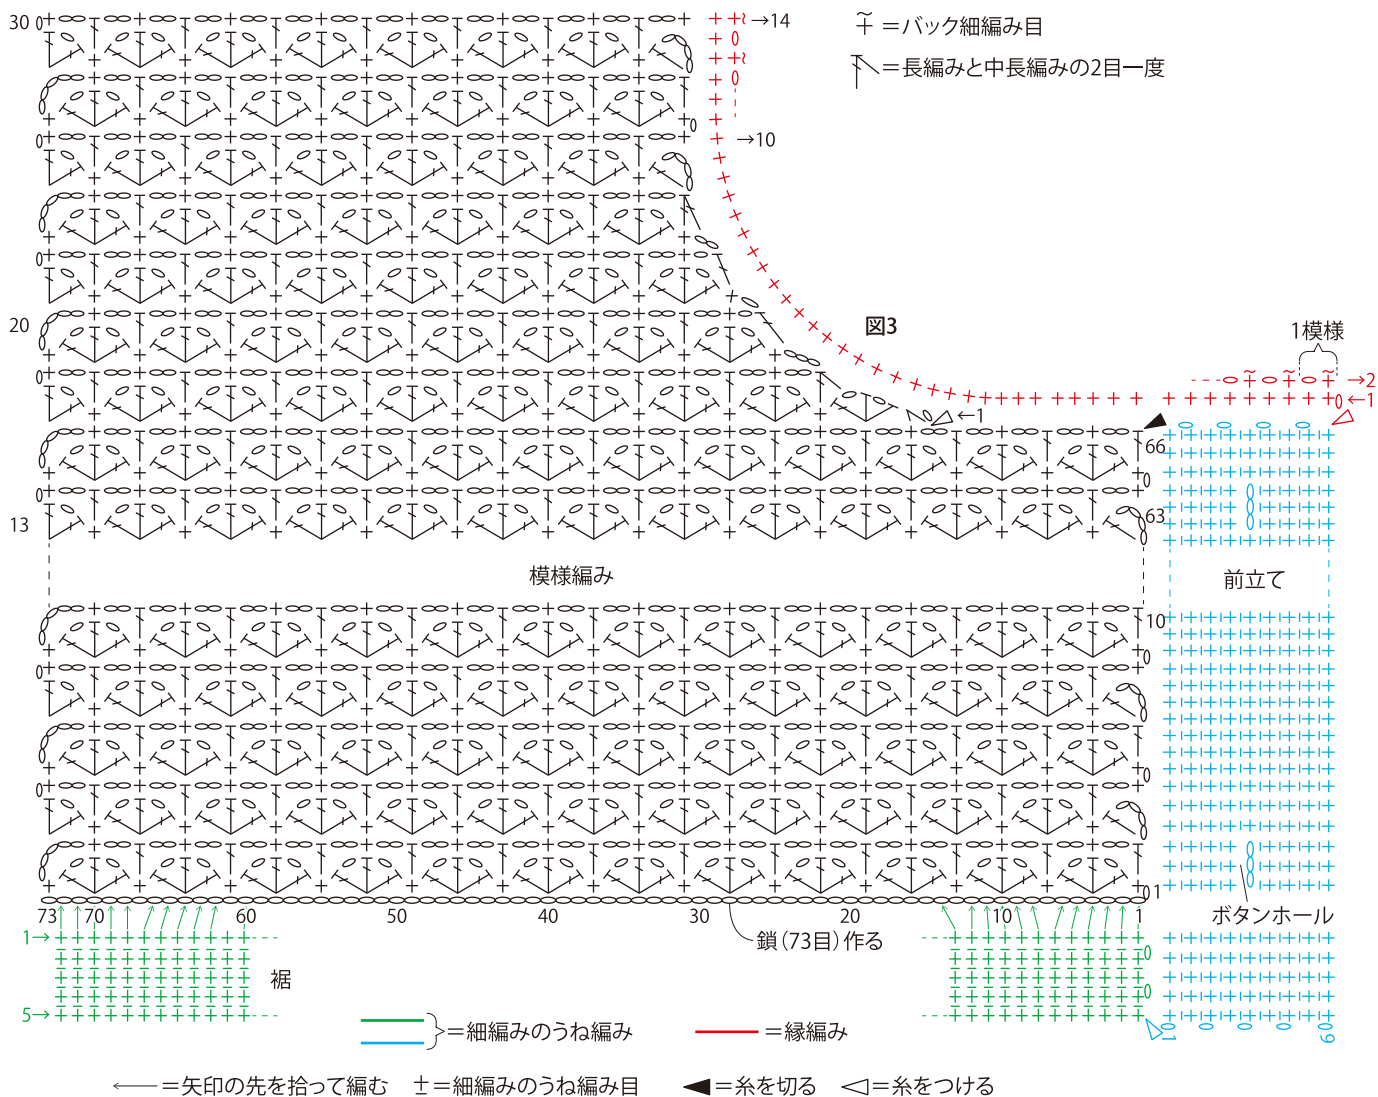 30
→14
＝バック細編み目
＝長編みと中長編みの2目一度
→10
20
図3
1模様
→2
←1
←1
66
13
63
模様編み
前立て
10
1
73 70 60 50 40 30 20 10 1
ボタンホール
鎖（73目）作る
1→
裾
5→
1 9
＝細編みのうね編み
＝縁編み
＝矢印の先を拾って編む
＝細編みのうね編み目
＝糸を切る
＝糸をつける